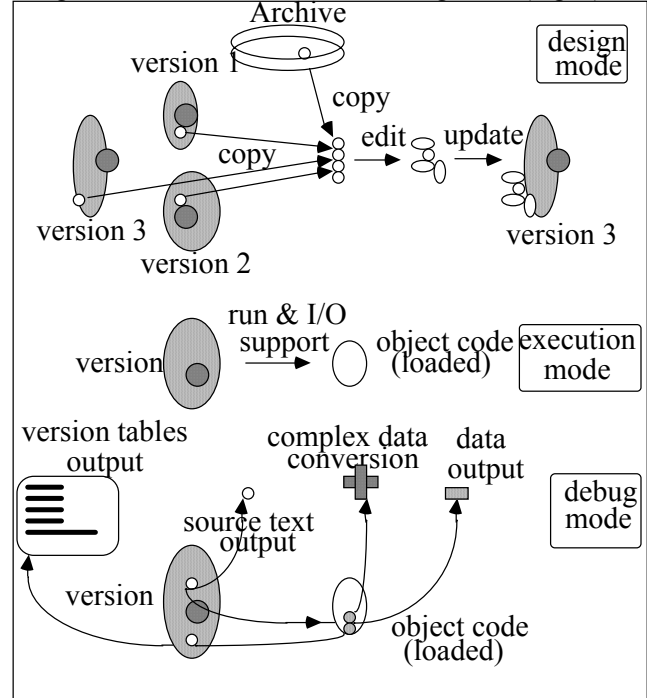 Archive
design
mode
version 1
copy
edit
update
copy
version 3
version 2
version 3
run & I/O
support
version
object code
(loaded)
execution
mode
version tables
output
complex data
conversion
data
output
debug
mode
source text
output
version
object code
(loaded)